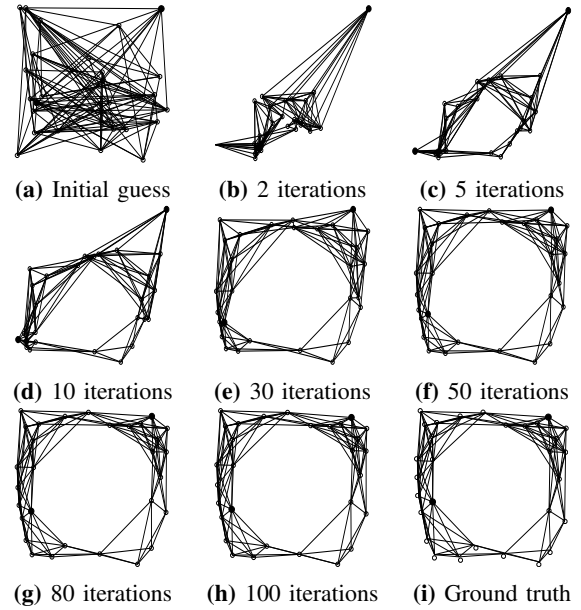 (a) Initial guess
(b) 2 iterations
(c) 5 iterations
(d) 10 iterations
(e) 30 iterations
(f) 50 iterations
(g) 80 iterations
(h) 100 iterations
(i) Ground truth